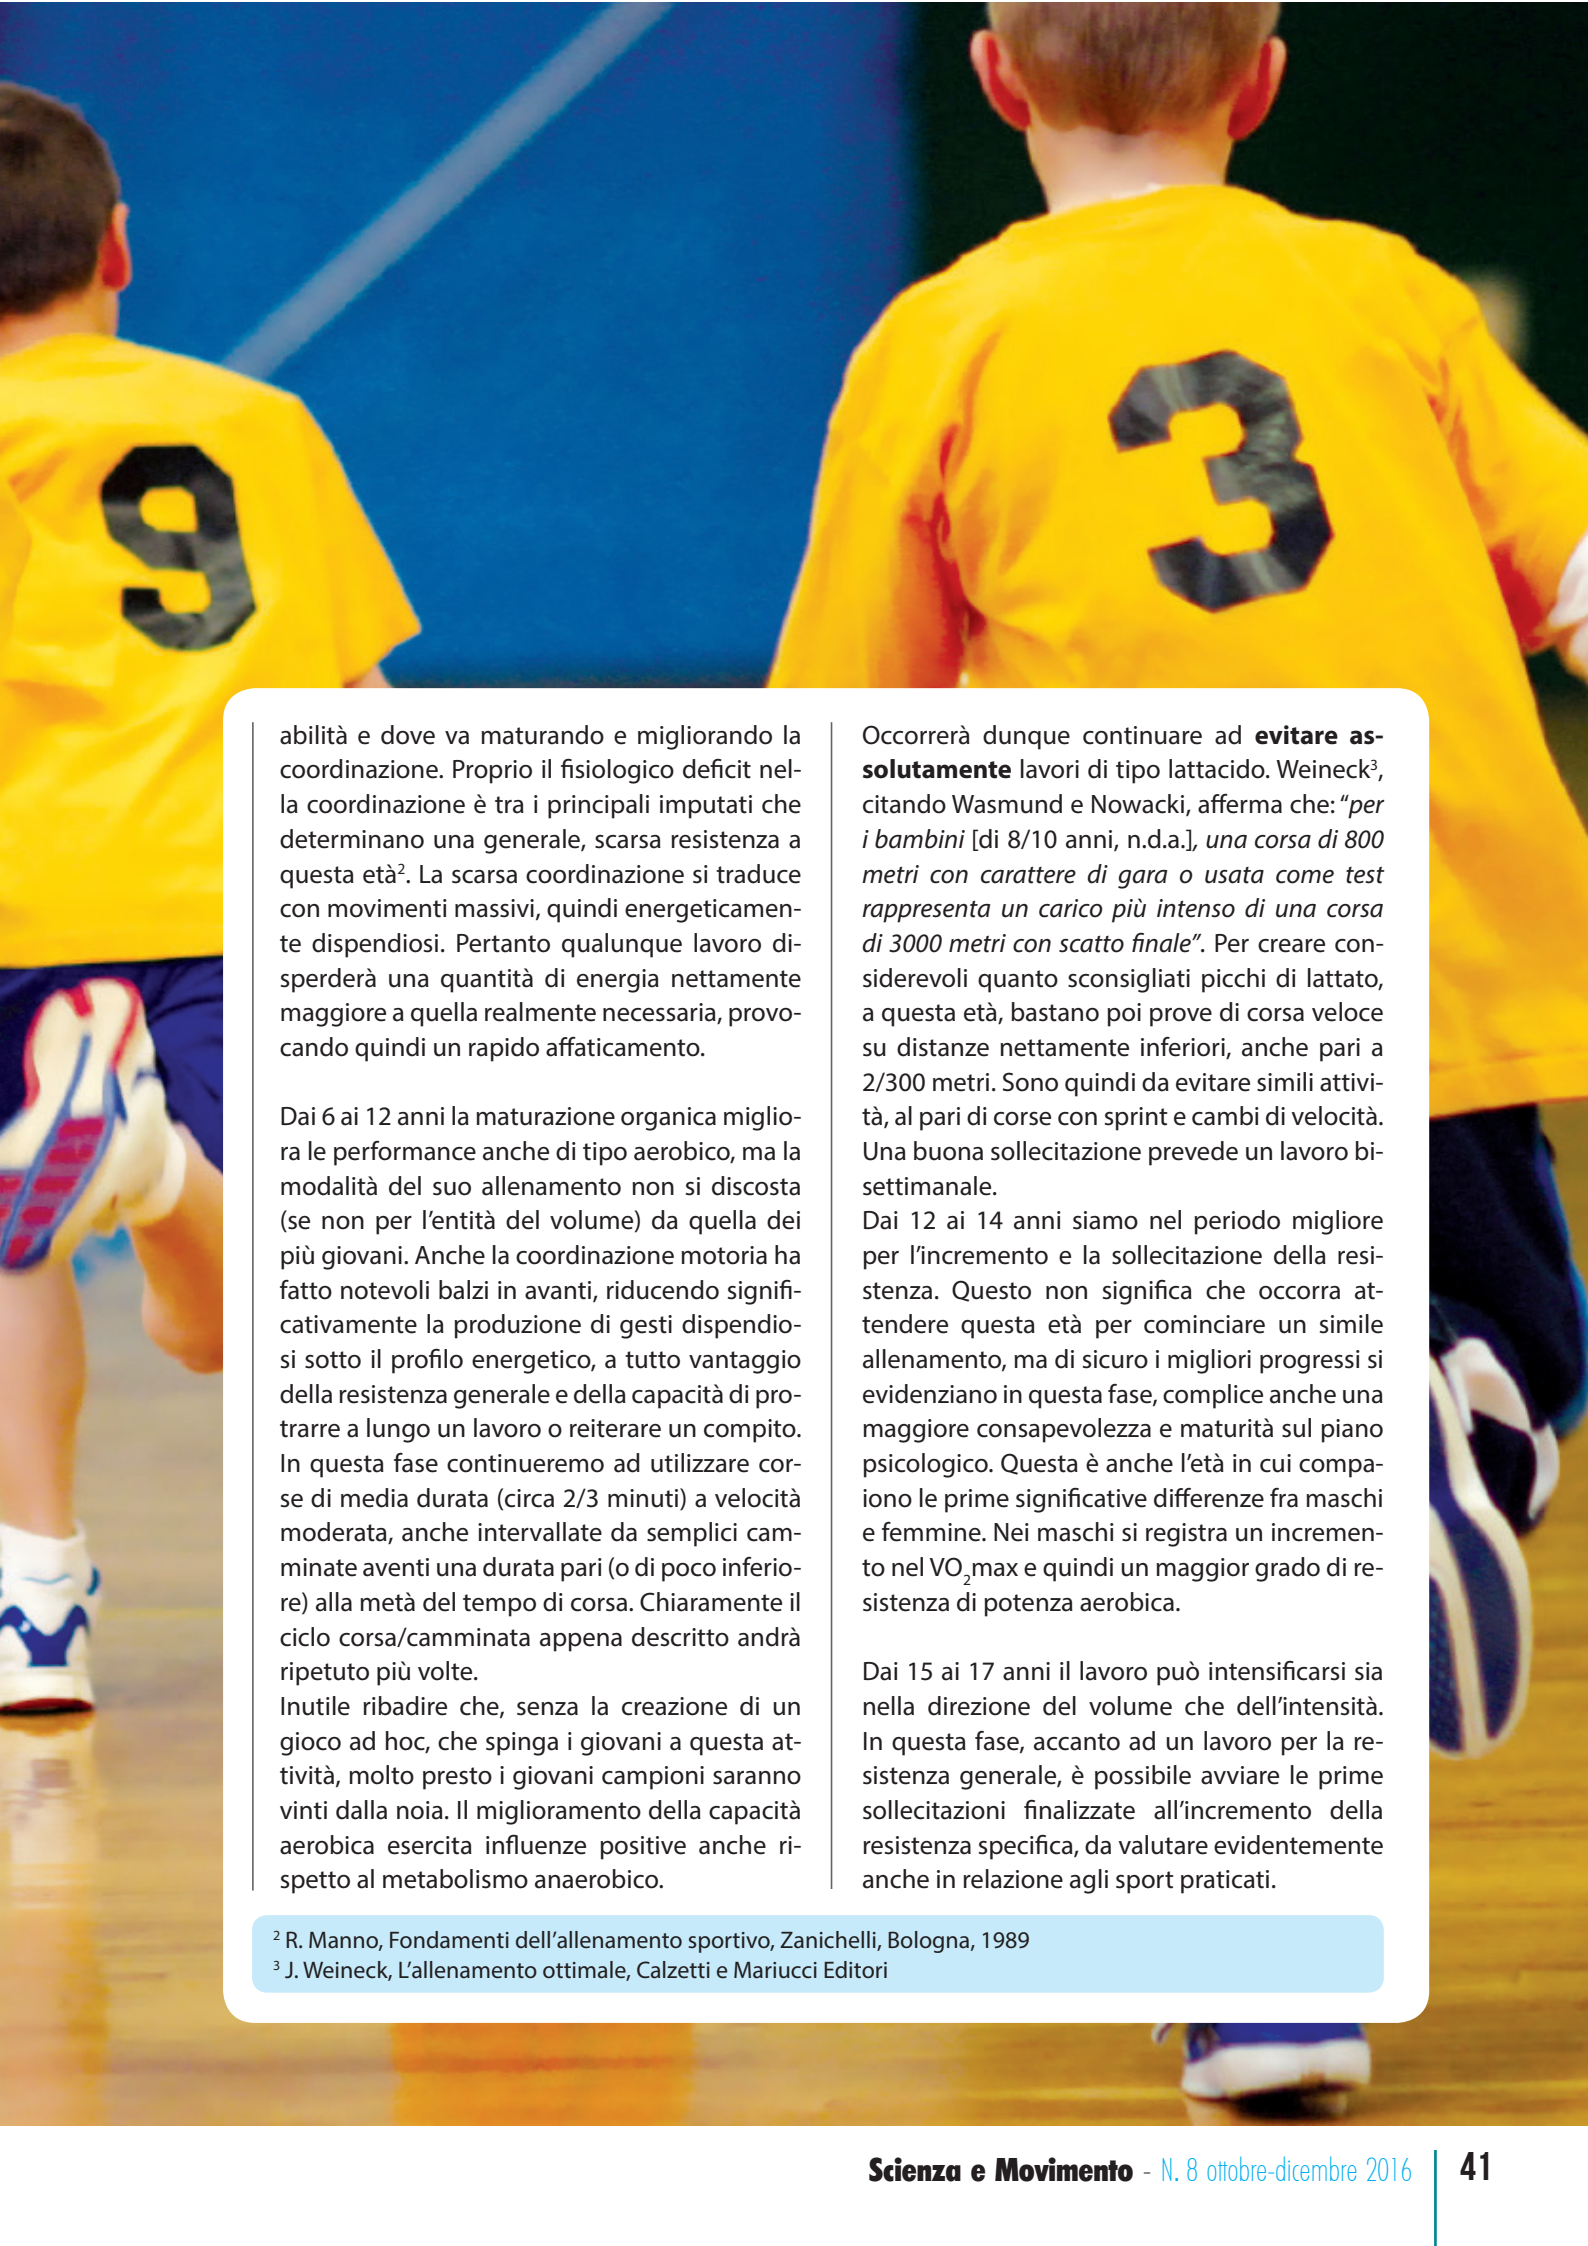 9
3
abilità e dove va maturando e migliorando la
coordinazione. Proprio il fisiologico deficit nel-
la coordinazione è tra i principali imputati che
determinano una generale, scarsa resistenza a
questa età². La scarsa coordinazione si traduce
con movimenti massivi, quindi energeticamen-
te dispendiosi. Pertanto qualunque lavoro di-
sperderà una quantità di energia nettamente
maggiore a quella realmente necessaria, provo-
cando quindi un rapido affaticamento.
Dai 6 ai 12 anni la maturazione organica miglio-
ra le performance anche di tipo aerobico, ma la
modalità del suo allenamento non si discosta
(se non per l'entità del volume) da quella dei
più giovani. Anche la coordinazione motoria ha
fatto notevoli balzi in avanti, riducendo signifi-
cativamente la produzione di gesti dispendio-
si sotto il profilo energetico, a tutto vantaggio
della resistenza generale e della capacità di pro-
trarre a lungo un lavoro o reiterare un compito.
In questa fase continueremo ad utilizzare cor-
se di media durata (circa 2/3 minuti) a velocità
moderata, anche intervallate da semplici cam-
minate aventi una durata pari (o di poco inferio-
re) alla metà del tempo di corsa. Chiaramente il
ciclo corsa/camminata appena descritto andrà
ripetuto più volte.
Inutile ribadire che, senza la creazione di un
gioco ad hoc, che spinga i giovani a questa at-
tività, molto presto i giovani campioni saranno
vinti dalla noia. Il miglioramento della capacità
aerobica esercita influenze positive anche ri-
spetto al metabolismo anaerobico.
Occorrerà dunque continuare ad evitare as-
solutamente lavori di tipo lattacido. Weineck³,
citando Wasmund e Nowacki, afferma che: "per
i bambini [di 8/10 anni, n.d.a.], una corsa di 800
metri con carattere di gara o usata come test
rappresenta un carico più intenso di una corsa
di 3000 metri con scatto finale". Per creare con-
siderevoli quanto sconsigliati picchi di lattato,
a questa età, bastano poi prove di corsa veloce
su distanze nettamente inferiori, anche pari a
2/300 metri. Sono quindi da evitare simili attivi-
tà, al pari di corse con sprint e cambi di velocità.
Una buona sollecitazione prevede un lavoro bi-
settimanale.
Dai 12 ai 14 anni siamo nel periodo migliore
per l'incremento e la sollecitazione della resi-
stenza. Questo non significa che occorra at-
tendere questa età per cominciare un simile
allenamento, ma di sicuro i migliori progressi si
evidenziano in questa fase, complice anche una
maggiore consapevolezza e maturità sul piano
psicologico. Questa è anche l'età in cui compa-
iono le prime significative differenze fra maschi
e femmine. Nei maschi si registra un incremen-
to nel VO₂max e quindi un maggior grado di re-
sistenza di potenza aerobica.
Dai 15 ai 17 anni il lavoro può intensificarsi sia
nella direzione del volume che dell'intensità.
In questa fase, accanto ad un lavoro per la re-
sistenza generale, è possibile avviare le prime
sollecitazioni finalizzate all'incremento della
resistenza specifica, da valutare evidentemente
anche in relazione agli sport praticati.
² R. Manno, Fondamenti dell'allenamento sportivo, Zanichelli, Bologna, 1989
³ J. Weineck, L'allenamento ottimale, Calzetti e Mariucci Editori
Scienza e Movimento - N. 8 ottobre-dicembre 2016 41